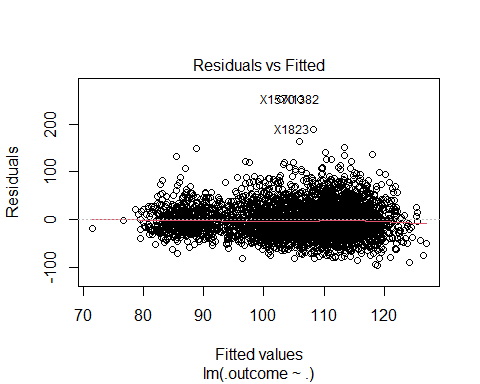 Residuals vs Fitted
Residuals
200
100
0
-100
X1823
70
80
90
100
110
120
Fitted values
lm(.outcome ~ .)